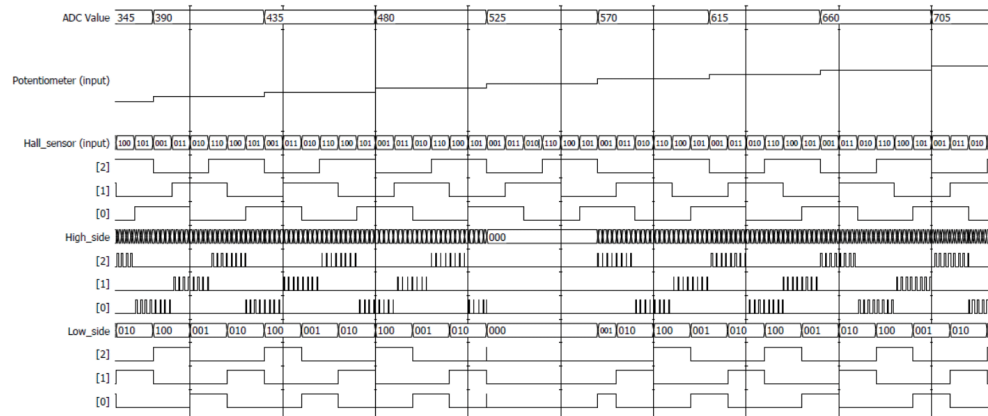 ADC Value 345 390 435 480 525 570 615 660 705
Potentiometer (input)
Hall_sensor (input) 100 101 001 011 010 110 100 101 001 011 010 110 100 101 001 011 010 110 100 101 001 011 010 110 100 101 001 011 010 110 100 101 001 011 010 110 100 101 001 011 010 110 100 101 001 011 010
[2]
[1]
[0]
High_side 000
[2]
[1]
[0]
Low_side 010 100 001 010 100 001 010 100 001 010 000 001 010 100 001 010 100 001 010 100 001 010
[2]
[1]
[0]